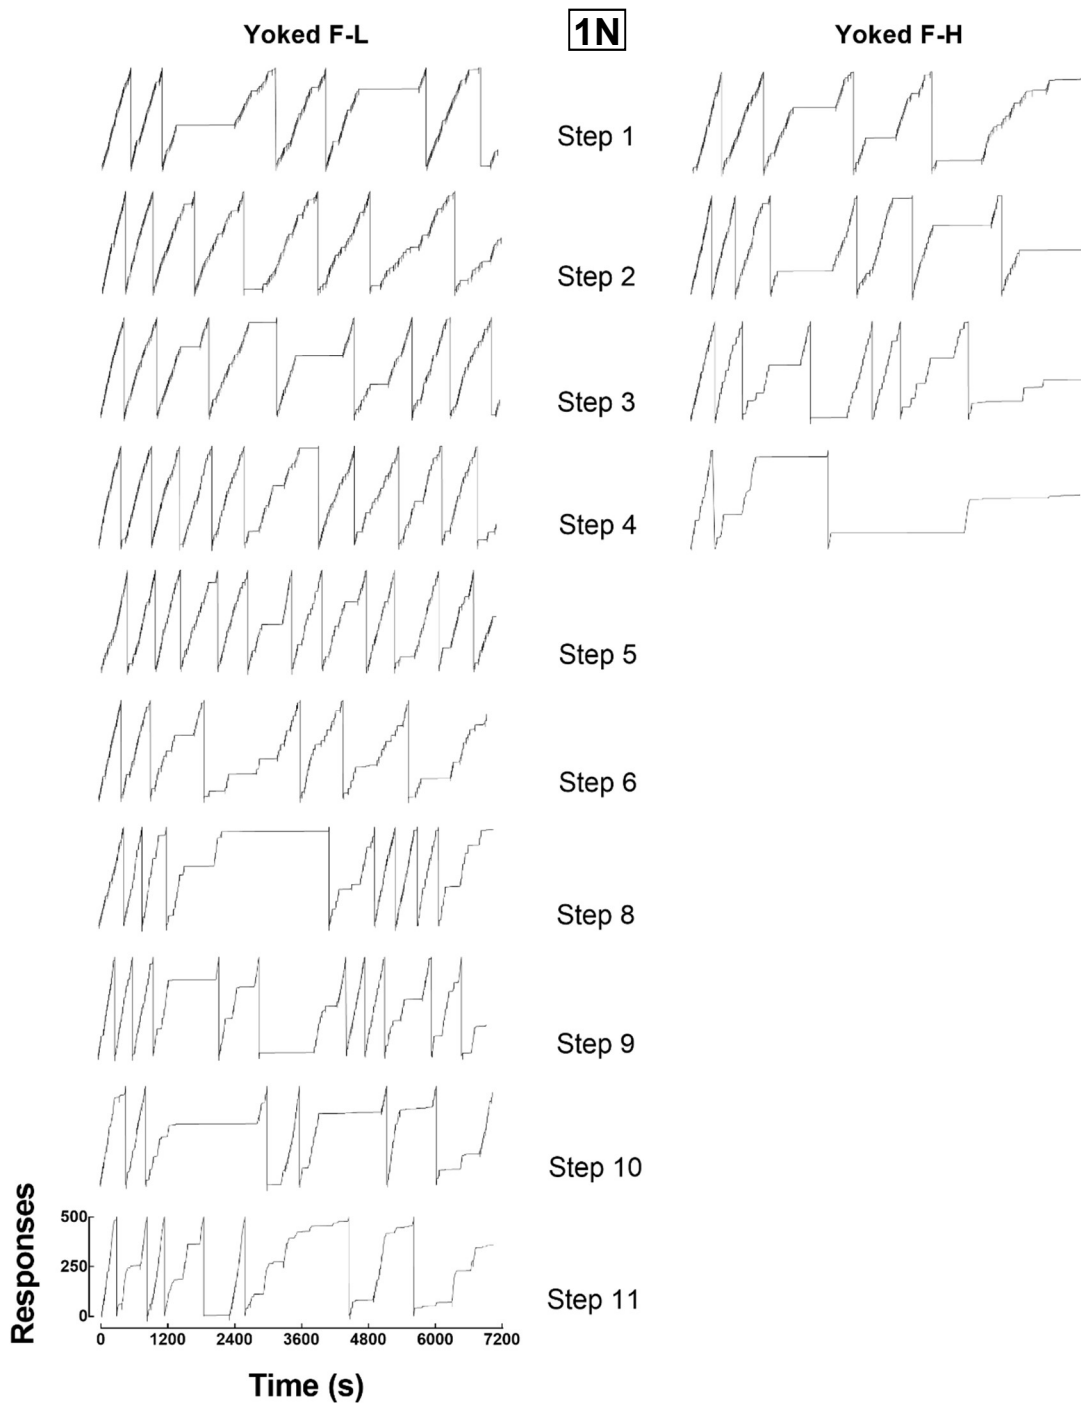 Yoked F-L
1N
Yoked F-H
Step 1
Step 2
Step 3
Step 4
Step 5
Step 6
Step 8
Step 9
Step 10
Step 11
Responses
500
250
0
0 1200 2400 3600 4800 6000 7200
Time (s)